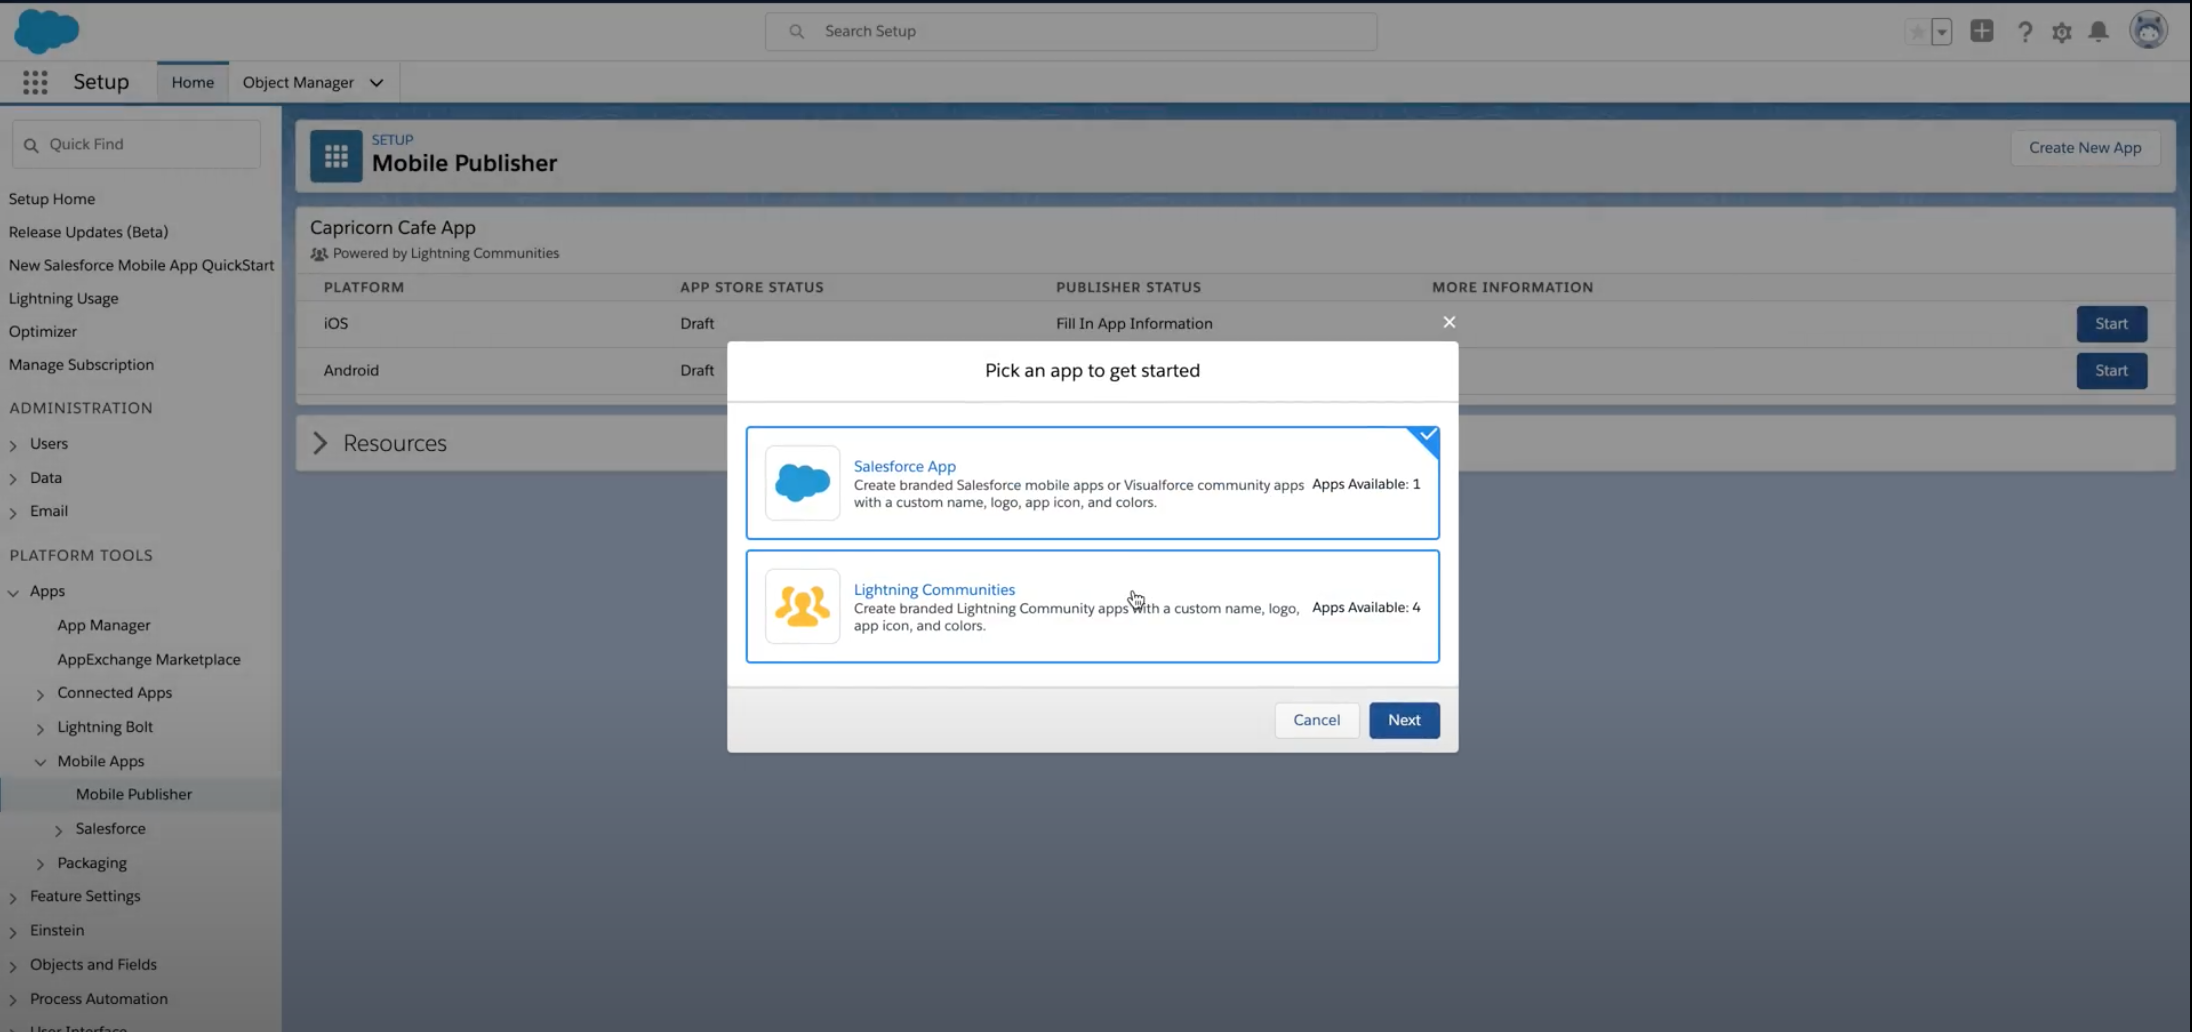 Search Setup
Setup
Home
Object Manager
Quick Find
Setup Home
Release Updates (Beta)
New Salesforce Mobile App QuickStart
Lightning Usage
Optimizer
Manage Subscription
ADMINISTRATION
Users
Data
Email
PLATFORM TOOLS
Apps
App Manager
AppExchange Marketplace
Connected Apps
Lightning Bolt
Mobile Apps
Mobile Publisher
Salesforce
Packaging
Feature Settings
Einstein
Objects and Fields
Process Automation
User Interface
SETUP
Mobile Publisher
Create New App
Capricorn Cafe App
Powered by Lightning Communities
PLATFORM APP STORE STATUS PUBLISHER STATUS MORE INFORMATION
iOS Draft Fill In App Information Start
Android Draft Start
Resources
Pick an app to get started
Salesforce App
Create branded Salesforce mobile apps or Visualforce community apps Apps Available: 1
with a custom name, logo, app icon, and colors.
Lightning Communities
Create branded Lightning Community apps with a custom name, logo, Apps Available: 4
app icon, and colors.
Cancel Next